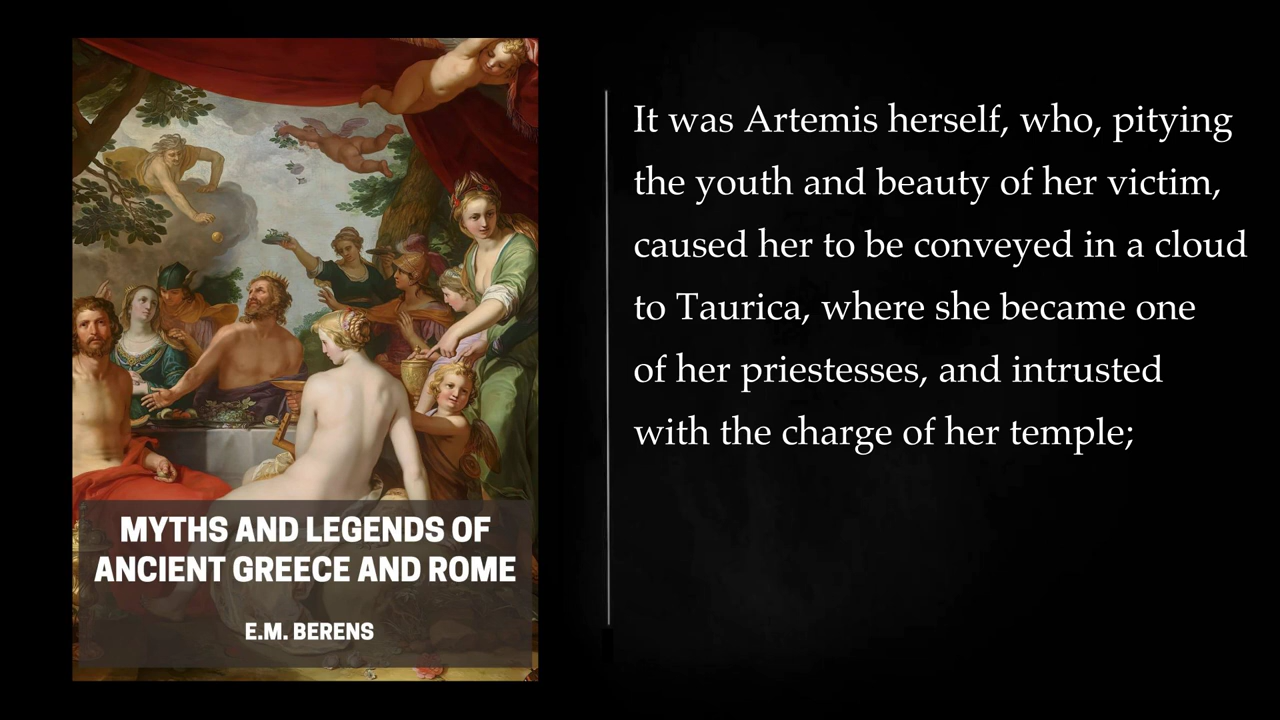 MYTHS AND LEGENDS OF
ANCIENT GREECE AND ROME
E.M. BERENS
It was Artemis herself, who, pitying
the youth and beauty of her victim,
caused her to be conveyed in a cloud
to Taurica, where she became one
of her priestesses, and intrusted
with the charge of her temple;